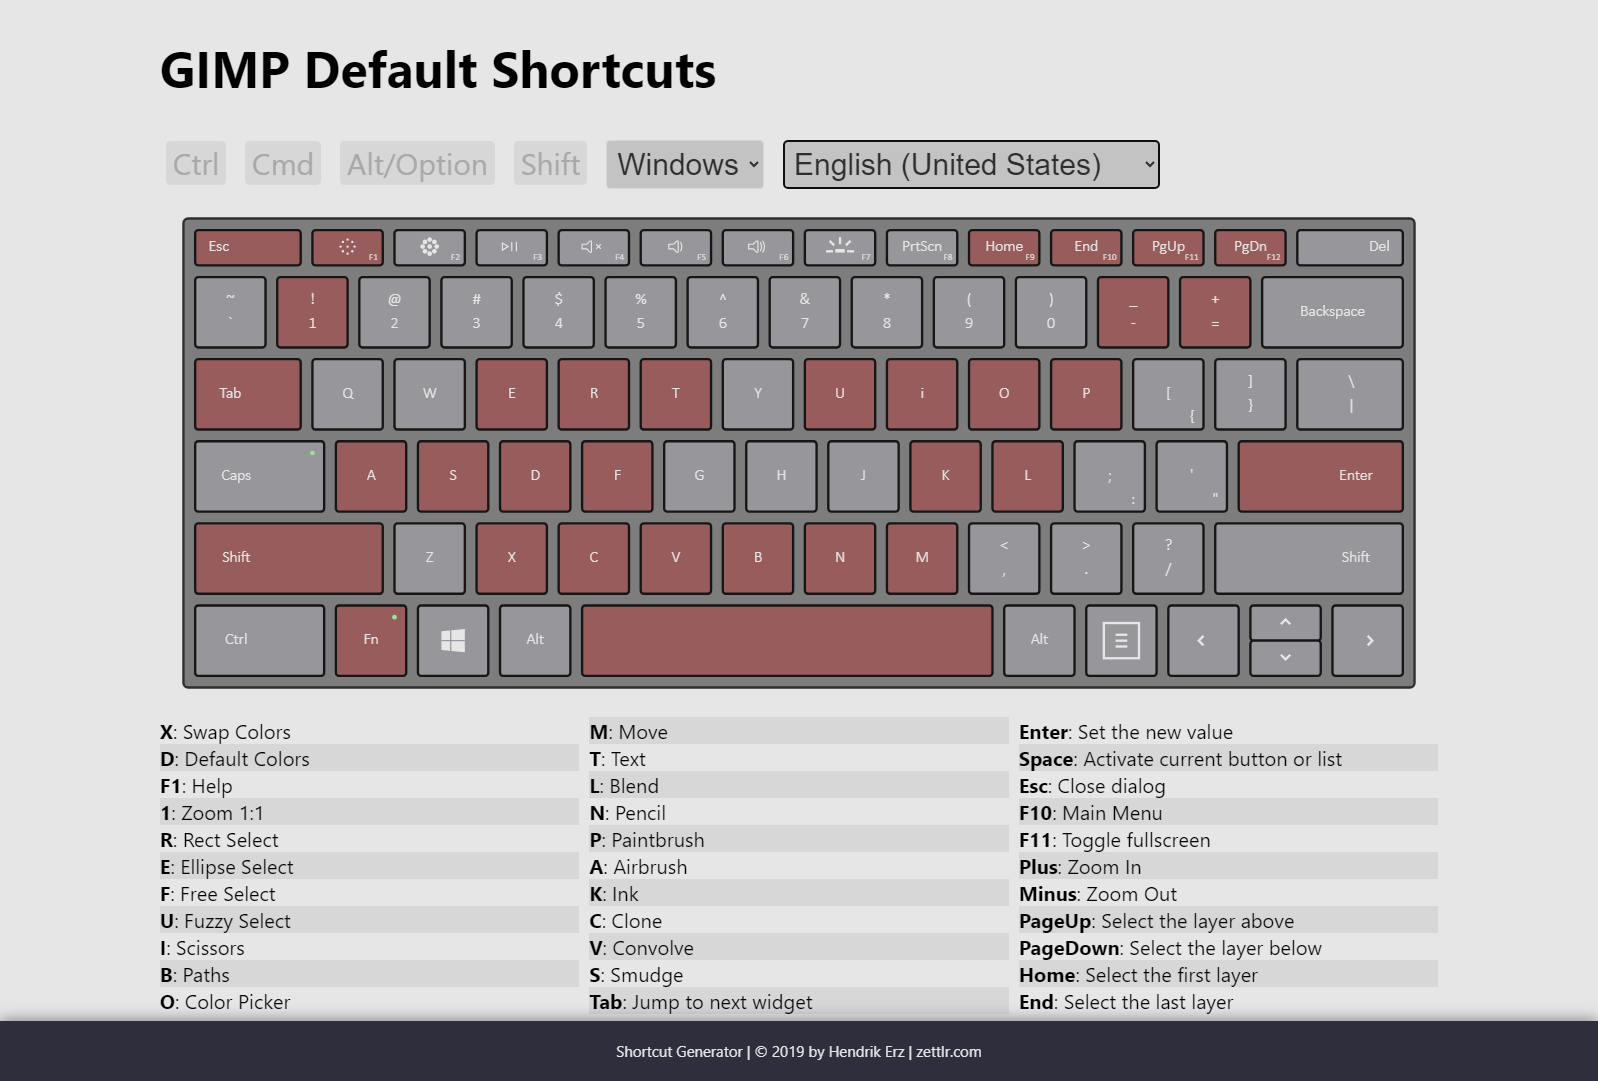 GIMP Default Shortcuts
Ctrl Cmd Alt/Option Shift Windows English (United States)
Esc F1 F2 F3 F4 F5 F6 F7 PrtScn F8 Home F9 End F10 PgUp F11 PgDn F12 Del
~ ! @ # $ % ^ & * ( ) _ +
` 1 2 3 4 5 6 7 8 9 0 - = Backspace
Tab Q W E R T Y U i O P [ { ] } \ |
Caps A S D F G H J K L ; : ' " Enter
Shift Z X C V B N M < , > . ? / Shift
Ctrl Fn Alt Alt
X: Swap Colors
D: Default Colors
F1: Help
1: Zoom 1:1
R: Rect Select
E: Ellipse Select
F: Free Select
U: Fuzzy Select
I: Scissors
B: Paths
O: Color Picker
M: Move
T: Text
L: Blend
N: Pencil
P: Paintbrush
A: Airbrush
K: Ink
C: Clone
V: Convolve
S: Smudge
Tab: Jump to next widget
Enter: Set the new value
Space: Activate current button or list
Esc: Close dialog
F10: Main Menu
F11: Toggle fullscreen
Plus: Zoom In
Minus: Zoom Out
PageUp: Select the layer above
PageDown: Select the layer below
Home: Select the first layer
End: Select the last layer
Shortcut Generator | © 2019 by Hendrik Erz | zettlr.com